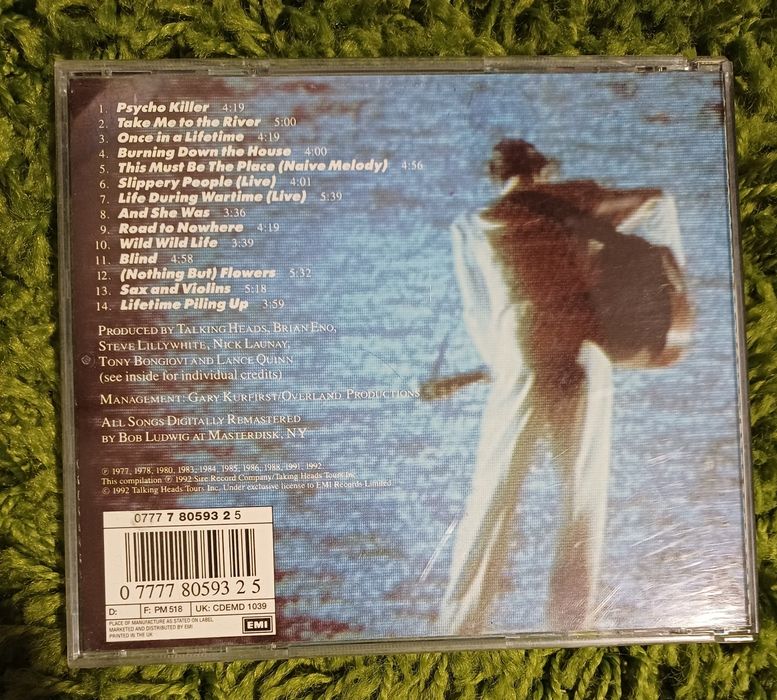 1. Psycho Killer 4:19
2. Take Me to the River 5:00
3. Once in a Lifetime 4:19
4. Burning Down the House 4:00
5. This Must Be The Place (Naive Melody) 4:56
6. Slippery People (Live) 4:01
7. Life During Wartime (Live) 5:39
8. And She Was 3:36
9. Road to Nowhere 4:19
10. Wild Wild Life 3:39
11. Blind 4:58
12. (Nothing But) Flowers 5:32
13. Sax and Violins 5:18
14. Lifetime Piling Up 3:59
Produced by Talking Heads, Brian Eno,
Steve Lillywhite, Nick Launay,
Tony Bongiovi and Lance Quinn
(see inside for individual credits)
Management: Gary Kurfirst/Overland Productions
All Songs Digitally Remastered
by Bob Ludwig at Masterdisk, NY
℗ 1977, 1978, 1980, 1983, 1984, 1985, 1986, 1988, 1991, 1992
This compilation ℗ 1992 Sire Record Company/Talking Heads Tours Inc.
© 1992 Talking Heads Tours Inc. Under exclusive license to EMI Records Limited
0777 7 80593 2 5
0 7777 80593 2 5
D: F: PM 518 UK: CDEMD 1039
PLACE OF MANUFACTURE AS STATED ON LABEL
MARKETED AND DISTRIBUTED BY EMI
PRINTED IN THE UK
EMI